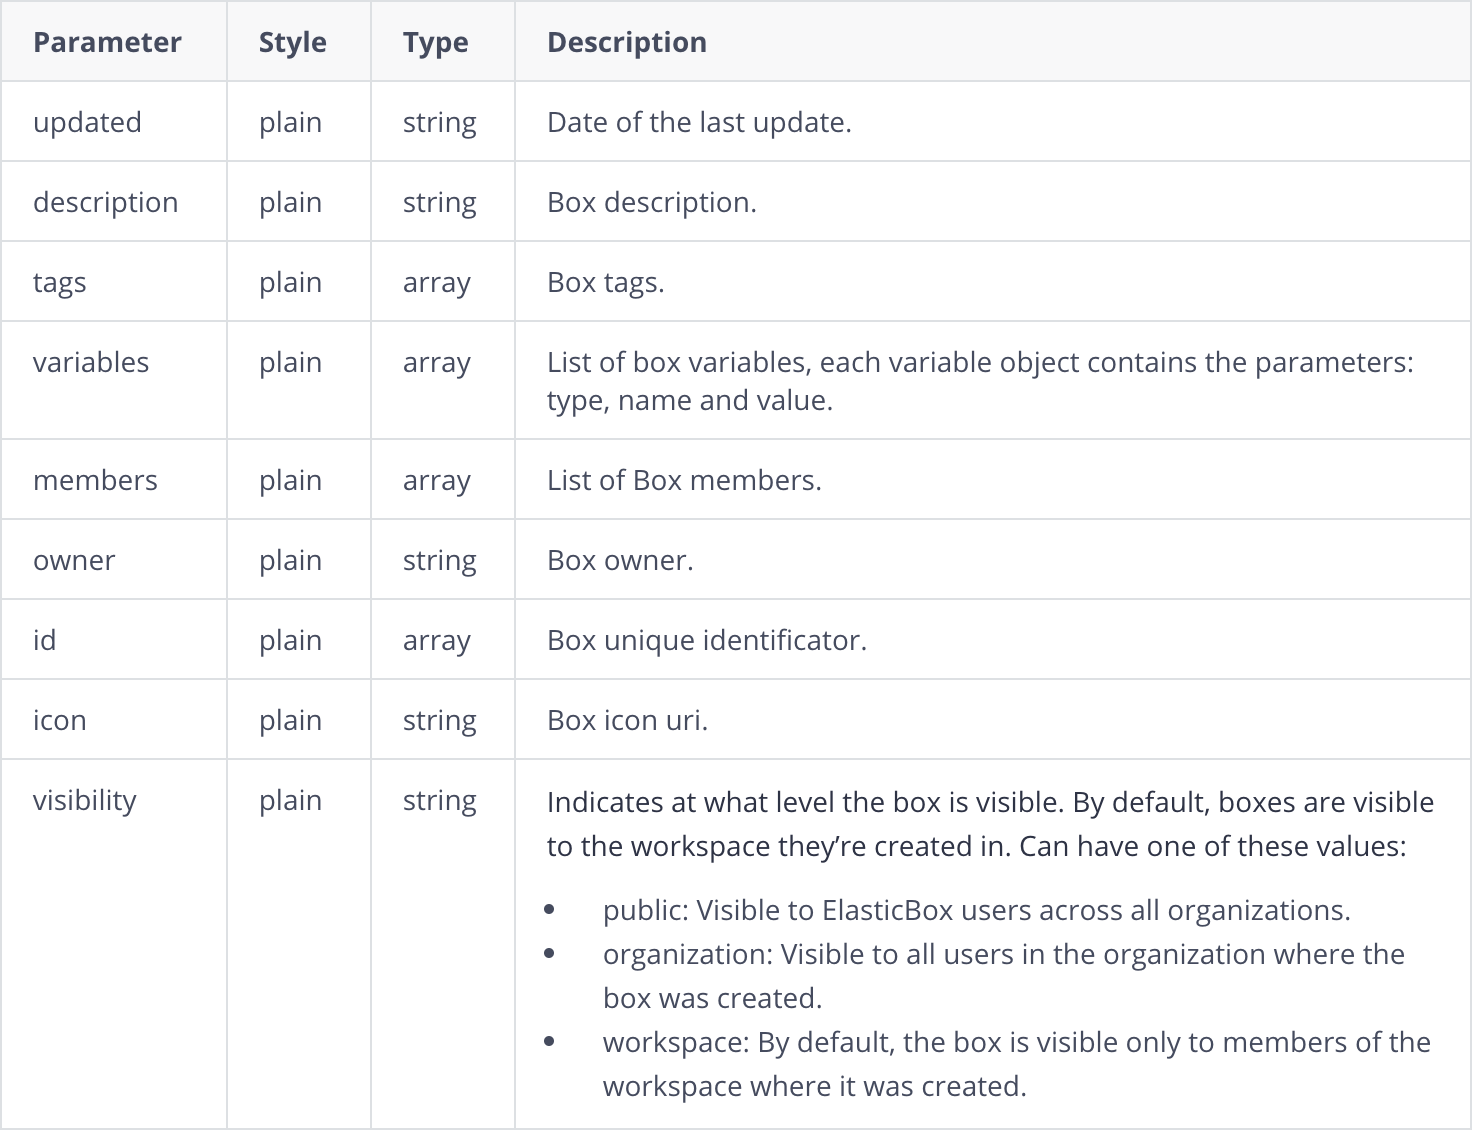 Parameter Style Type Description
updated plain string Date of the last update.
description plain string Box description.
tags plain array Box tags.
variables plain array List of box variables, each variable object contains the parameters:
type, name and value.
members plain array List of Box members.
owner plain string Box owner.
id plain array Box unique identificator.
icon plain string Box icon uri.
visibility plain string Indicates at what level the box is visible. By default, boxes are visible
to the workspace they’re created in. Can have one of these values:
• public: Visible to ElasticBox users across all organizations.
• organization: Visible to all users in the organization where the
box was created.
• workspace: By default, the box is visible only to members of the
workspace where it was created.